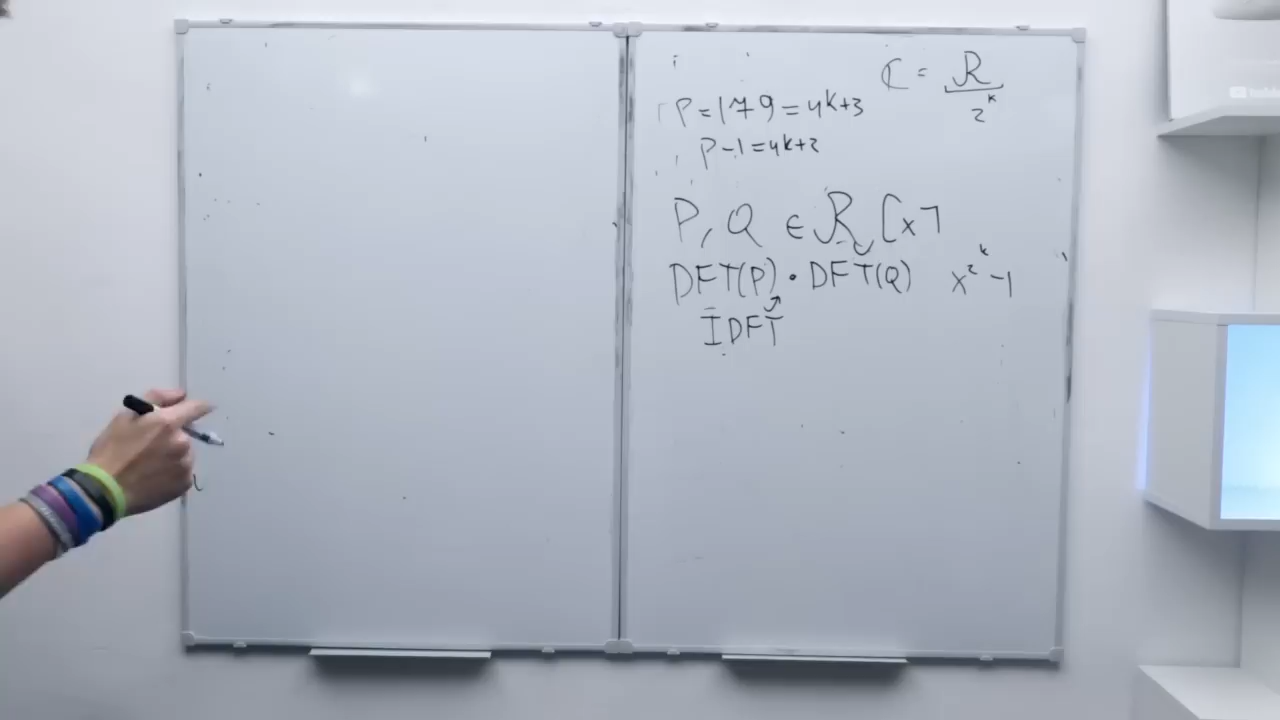 ℂ = R / 2^k
P = 179 = 4k+3
P-1 = 4k+2
P, Q ∈ R[x]
DFT(P) · DFT(Q) x^{2^k} - 1
IDFT